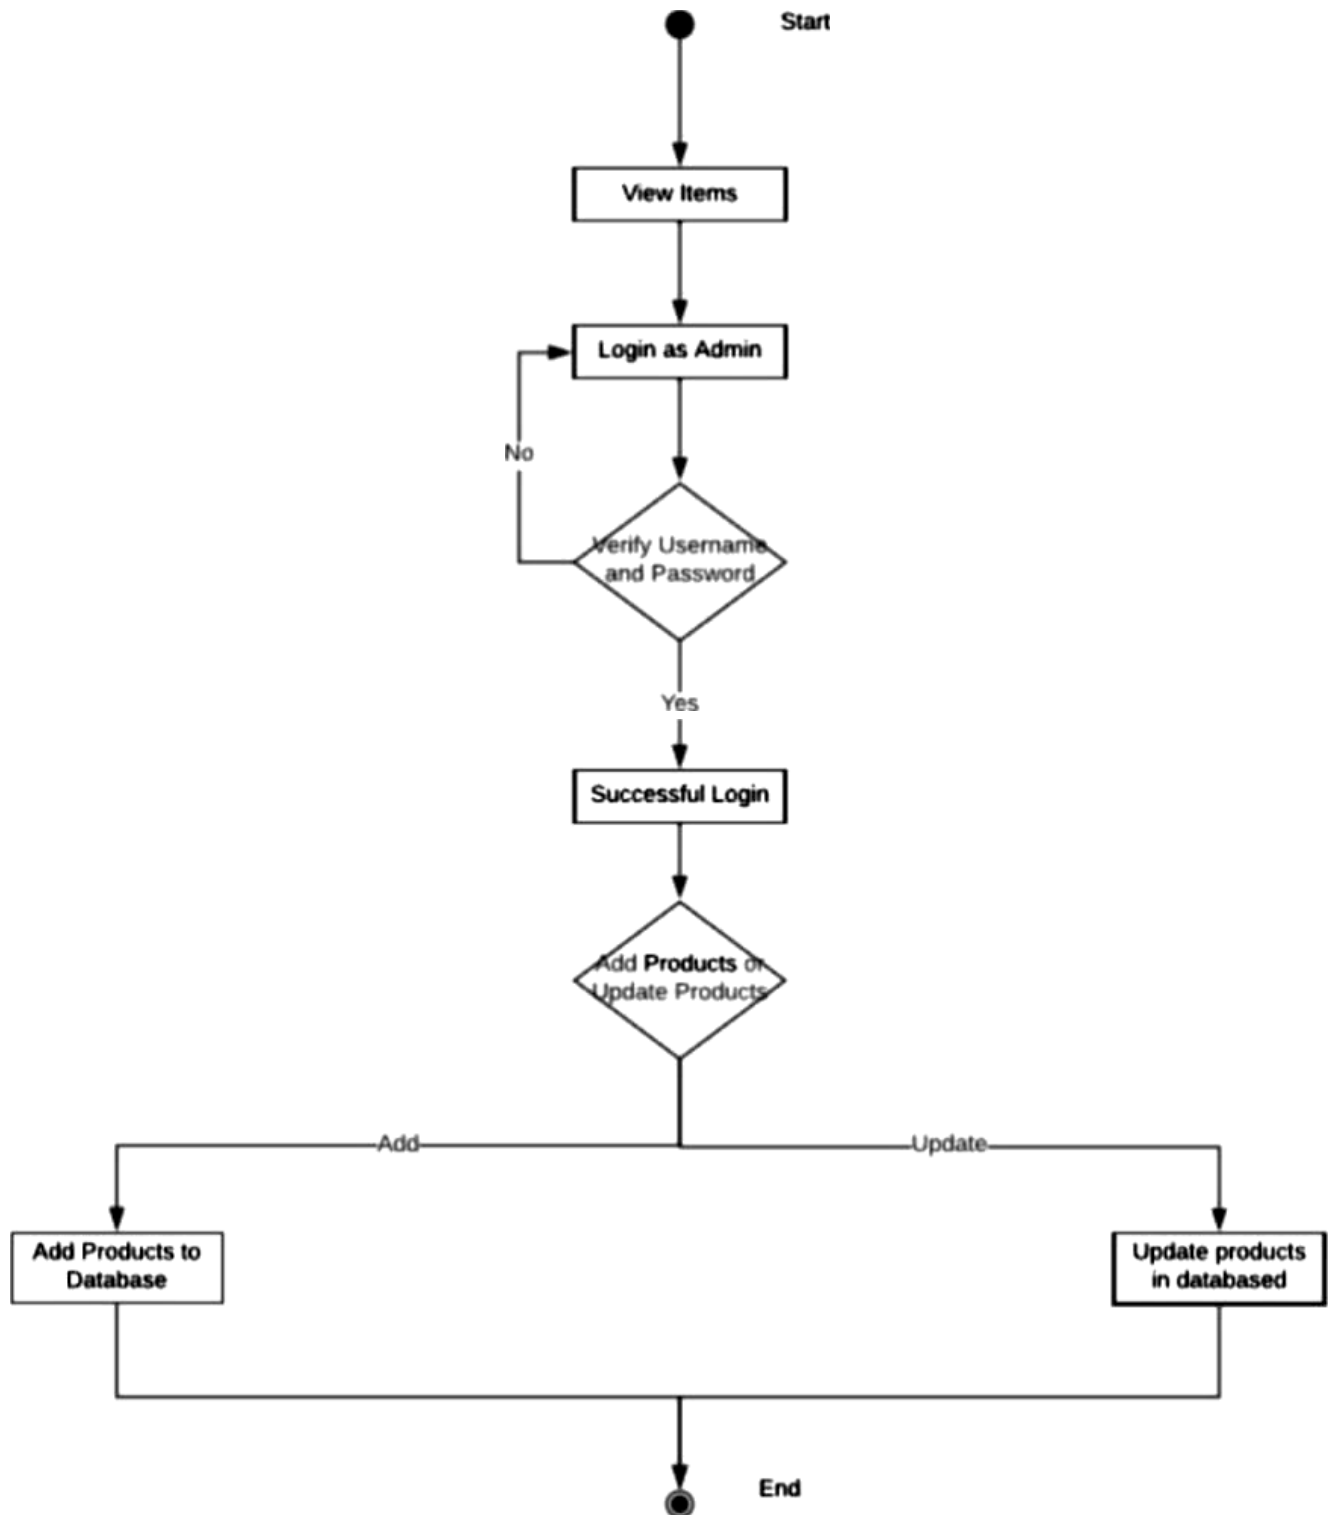 Start
View Items
Login as Admin
No
Verify Username
and Password
Yes
Successful Login
Add Products or
Update Products
Add
Update
Add Products to
Database
Update products
in databased
End